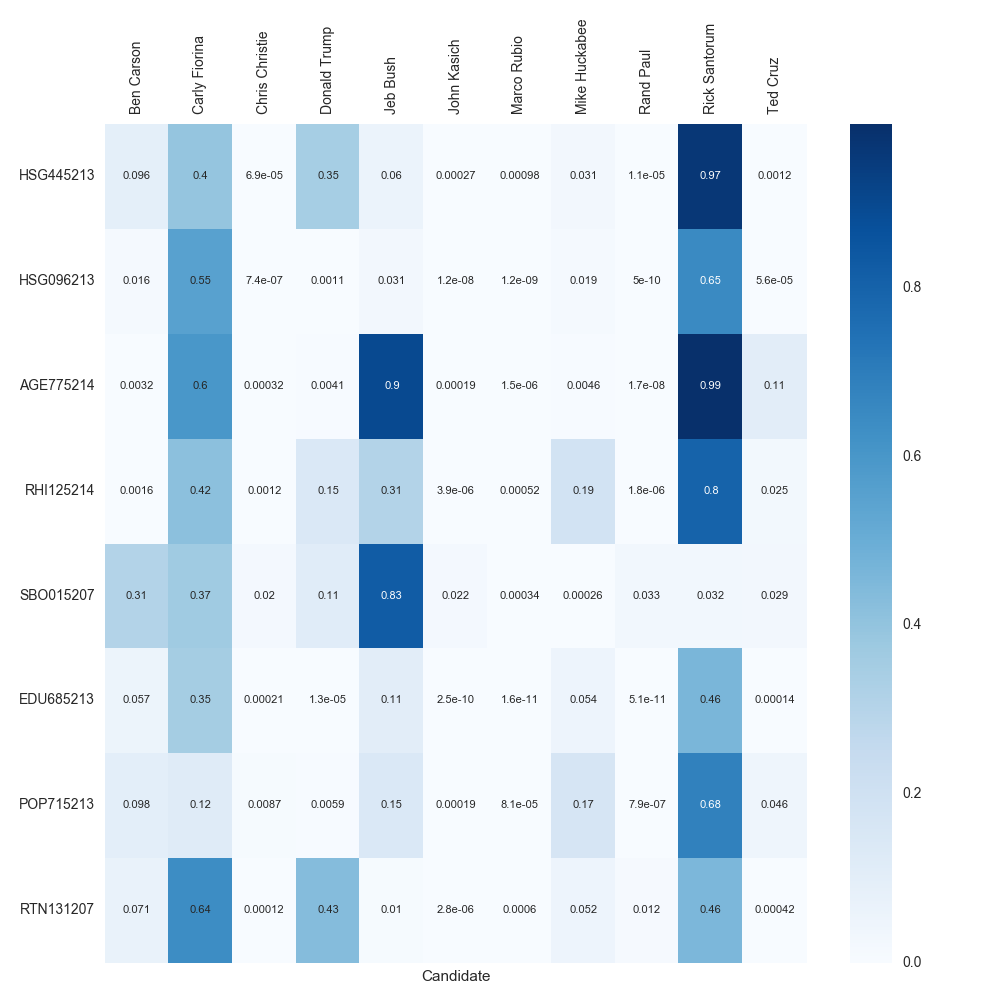 Ben Carson Carly Fiorina Chris Christie Donald Trump Jeb Bush John Kasich Marco Rubio Mike Huckabee Rand Paul Rick Santorum Ted Cruz
HSG445213 0.096 0.4 6.9e-05 0.35 0.06 0.00027 0.00098 0.031 1.1e-05 0.97 0.0012
HSG096213 0.016 0.55 7.4e-07 0.0011 0.031 1.2e-08 1.2e-09 0.019 5e-10 0.65 5.6e-05
0.8
AGE775214 0.0032 0.6 0.00032 0.0041 0.9 0.00019 1.5e-06 0.0046 1.7e-08 0.99 0.11
0.6
RHI125214 0.0016 0.42 0.0012 0.15 0.31 3.9e-06 0.00052 0.19 1.8e-06 0.8 0.025
SBO015207 0.31 0.37 0.02 0.11 0.83 0.022 0.00034 0.00026 0.033 0.032 0.029
0.4
EDU685213 0.057 0.35 0.00021 1.3e-05 0.11 2.5e-10 1.6e-11 0.054 5.1e-11 0.46 0.00014
0.2
POP715213 0.098 0.12 0.0087 0.0059 0.15 0.00019 8.1e-05 0.17 7.9e-07 0.68 0.046
RTN131207 0.071 0.64 0.00012 0.43 0.01 2.8e-06 0.0006 0.052 0.012 0.46 0.00042
0.0
Candidate